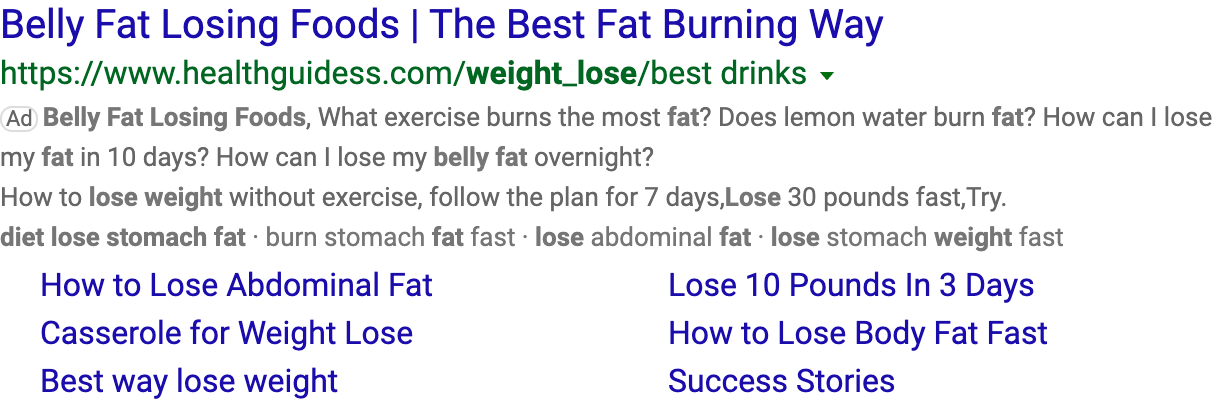 Belly Fat Losing Foods | The Best Fat Burning Way
https://www.healthguidess.com/weight_lose/best drinks
Ad Belly Fat Losing Foods, What exercise burns the most fat? Does lemon water burn fat? How can I lose
my fat in 10 days? How can I lose my belly fat overnight?
How to lose weight without exercise, follow the plan for 7 days,Lose 30 pounds fast,Try.
diet lose stomach fat · burn stomach fat fast · lose abdominal fat · lose stomach weight fast
How to Lose Abdominal Fat Lose 10 Pounds In 3 Days
Casserole for Weight Lose How to Lose Body Fat Fast
Best way lose weight Success Stories